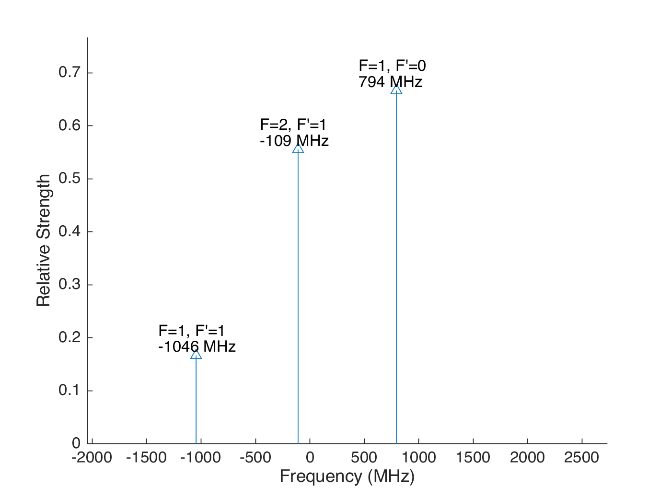 F=1, F'=0
794 MHz
F=2, F'=1
-109 MHz
F=1, F'=1
-1046 MHz
0.7
0.6
0.5
0.4
0.3
0.2
0.1
0
Relative Strength
-2000 -1500 -1000 -500 0 500 1000 1500 2000 2500
Frequency (MHz)